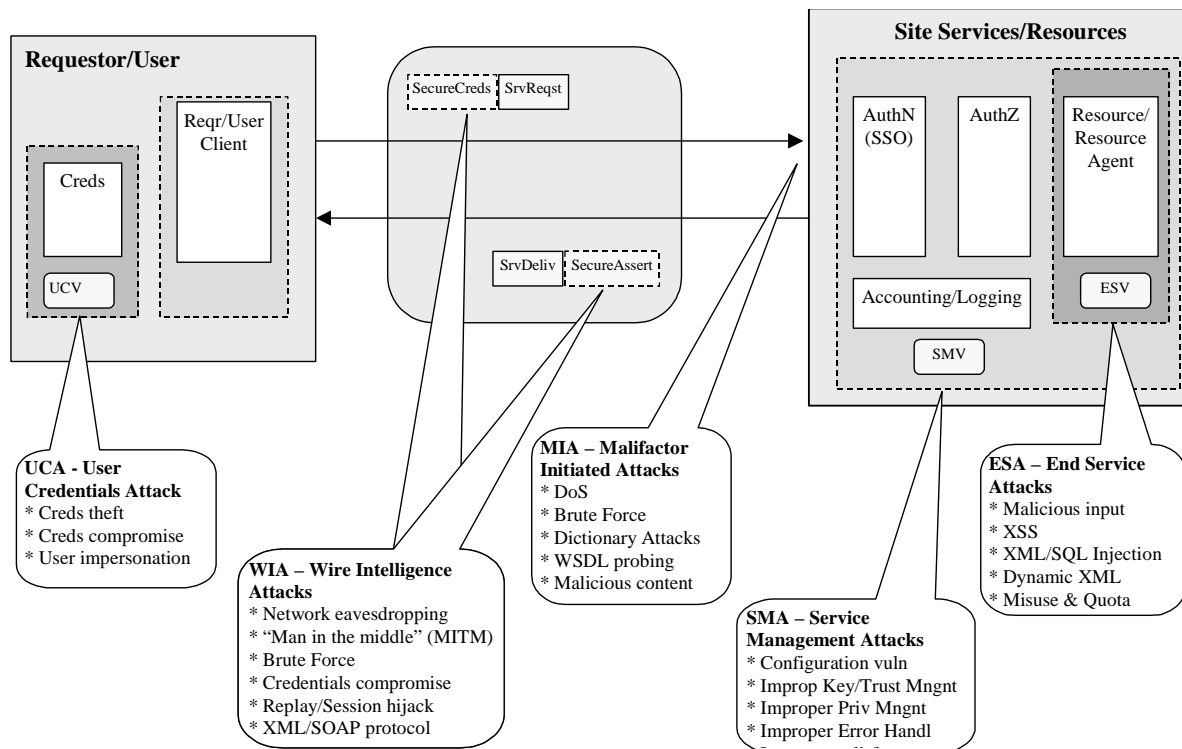 Requestor/User
Reqr/User
Client
Creds
UCV
SecureCreds
SrvReqst
SrvDeliv
SecureAssert
Site Services/Resources
AuthN
(SSO)
AuthZ
Resource/
Resource
Agent
Accounting/Logging
ESV
SMV
UCA - User
Credentials Attack
* Creds theft
* Creds compromise
* User impersonation
WIA – Wire Intelligence
Attacks
* Network eavesdropping
* “Man in the middle” (MITM)
* Brute Force
* Credentials compromise
* Replay/Session hijack
* XML/SOAP protocol
MIA – Malifactor
Initiated Attacks
* DoS
* Brute Force
* Dictionary Attacks
* WSDL probing
* Malicious content
SMA – Service
Management Attacks
* Configuration vuln
* Improp Key/Trust Mngnt
* Improper Priv Mngnt
* Improper Error Handl
ESA – End Service
Attacks
* Malicious input
* XSS
* XML/SQL Injection
* Dynamic XML
* Misuse & Quota